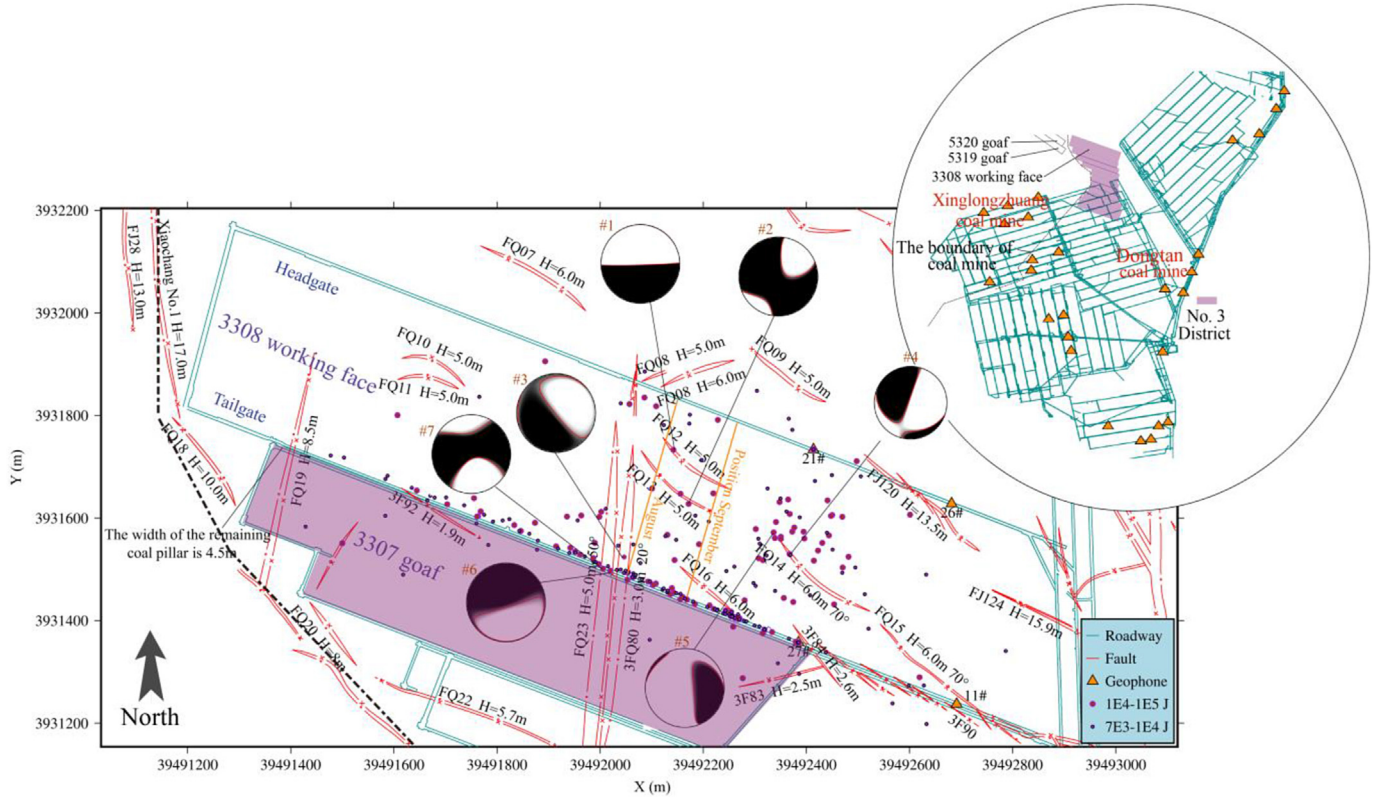 5320 goaf
5319 goaf
3308 working face
Xinglongzhuang
coal mine
The boundary of
coal mine
Dongtan
coal mine
No. 3
District
3932200
3932000
3931800
3931600
3931400
3931200
Y (m)
39491200
39491400
39491600
39491800
39492000
39492200
39492400
39492600
39492800
39493000
X (m)
FJ28 H=13.0m
Xiaochang No.1 H=17.0m
Headgate
3308 working face
Tailgate
FQ07 H=6.0m
#1
#2
#3
#4
#5
#6
#7
FQ10 H=5.0m
FQ11 H=5.0m
FQ08 H=5.0m
FQ08 H=6.0m
FQ09 H=5.0m
FQ12 H=5.0m
FQ13 H=5.0m
August
Position September
FQ18 H=10.0m
FQ19 H=8.5m
3F92 H=1.9m
The width of the remaining
coal pillar is 4.5m
3307 goaf
FQ23 H=5.0m 50°
3FQ80 H=3.0m 20°
FQ16 H=6.0m
FQ14 H=6.0m 70°
FQ15 H=6.0m 70°
FJ120 H=13.5m
FJ124 H=15.9m
21#
26#
27#
11#
3F84 H=2.6m
3F83 H=2.5m
3F90
FQ20 H=8m
FQ22 H=5.7m
North
Roadway
Fault
Geophone
1E4-1E5 J
7E3-1E4 J